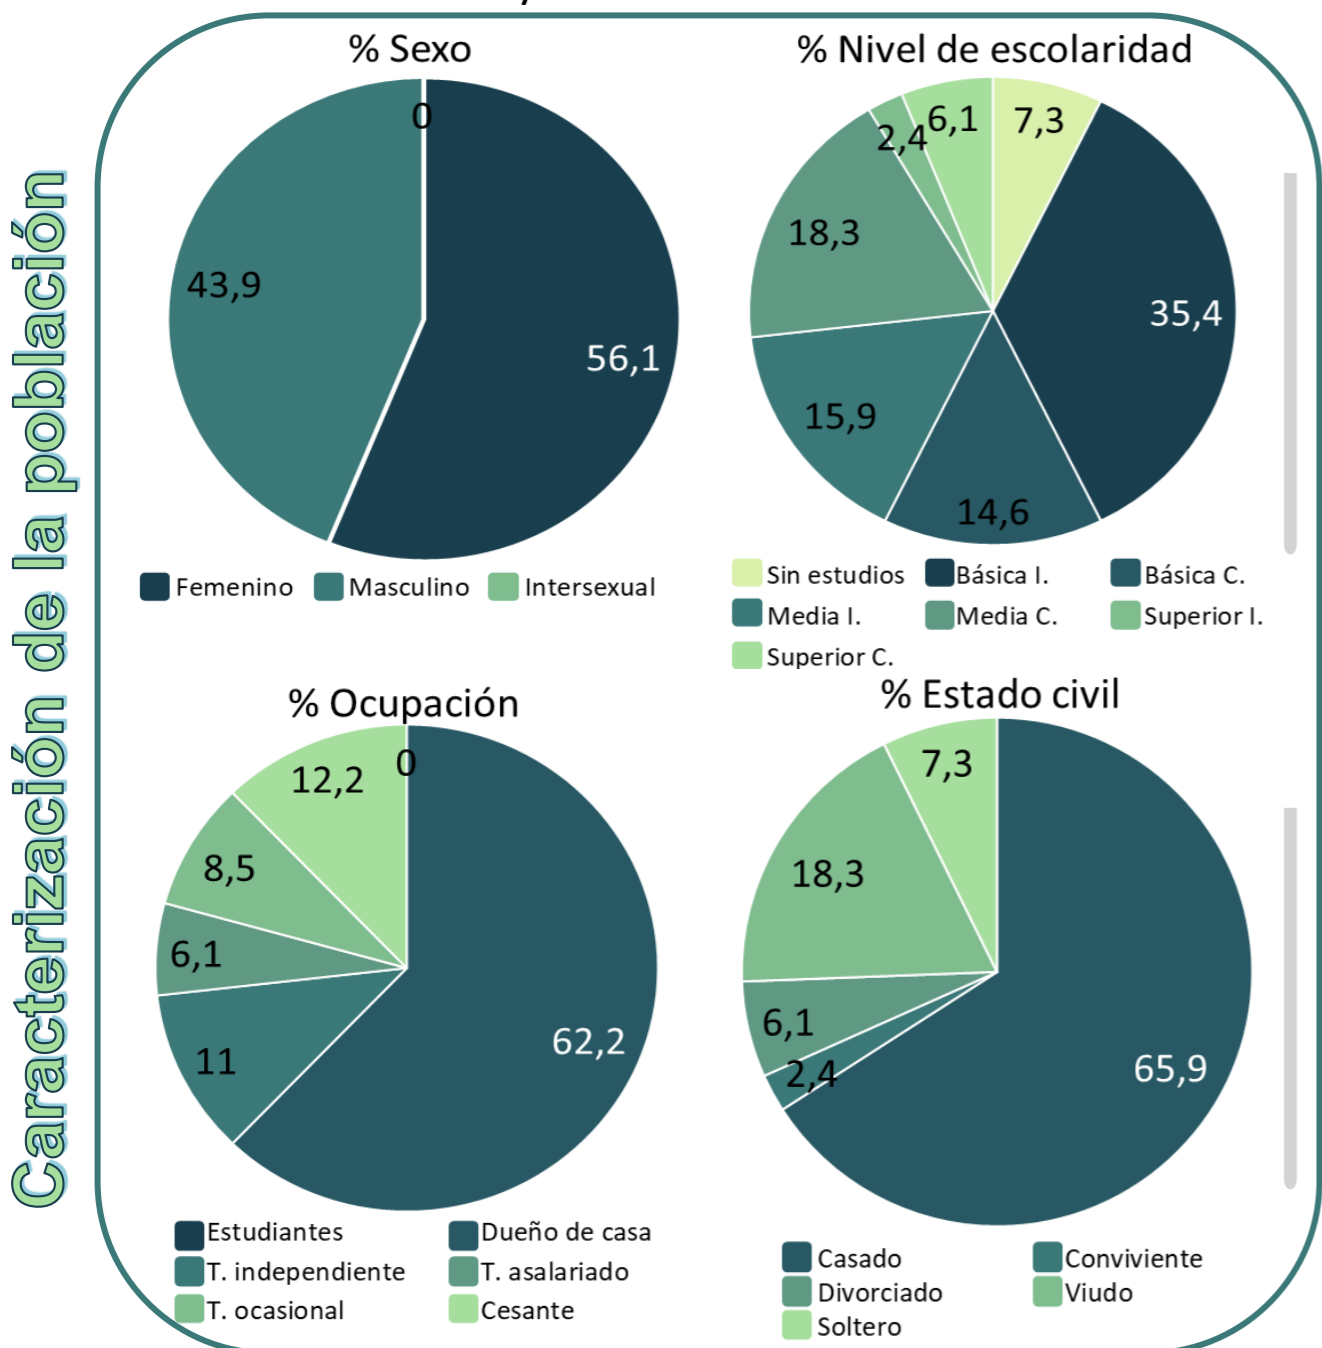 Caracterización de la población
% Sexo
0
43,9
56,1
Femenino Masculino Intersexual
% Nivel de escolaridad
6,1 7,3
2,4
18,3
35,4
15,9
14,6
Sin estudios Básica I. Básica C.
Media I. Media C. Superior I.
Superior C.
% Ocupación
0
12,2
8,5
6,1
62,2
11
Estudiantes Dueño de casa
T. independiente T. asalariado
T. ocasional Cesante
% Estado civil
7,3
18,3
6,1
2,4
65,9
Casado Conviviente
Divorciado Viudo
Soltero